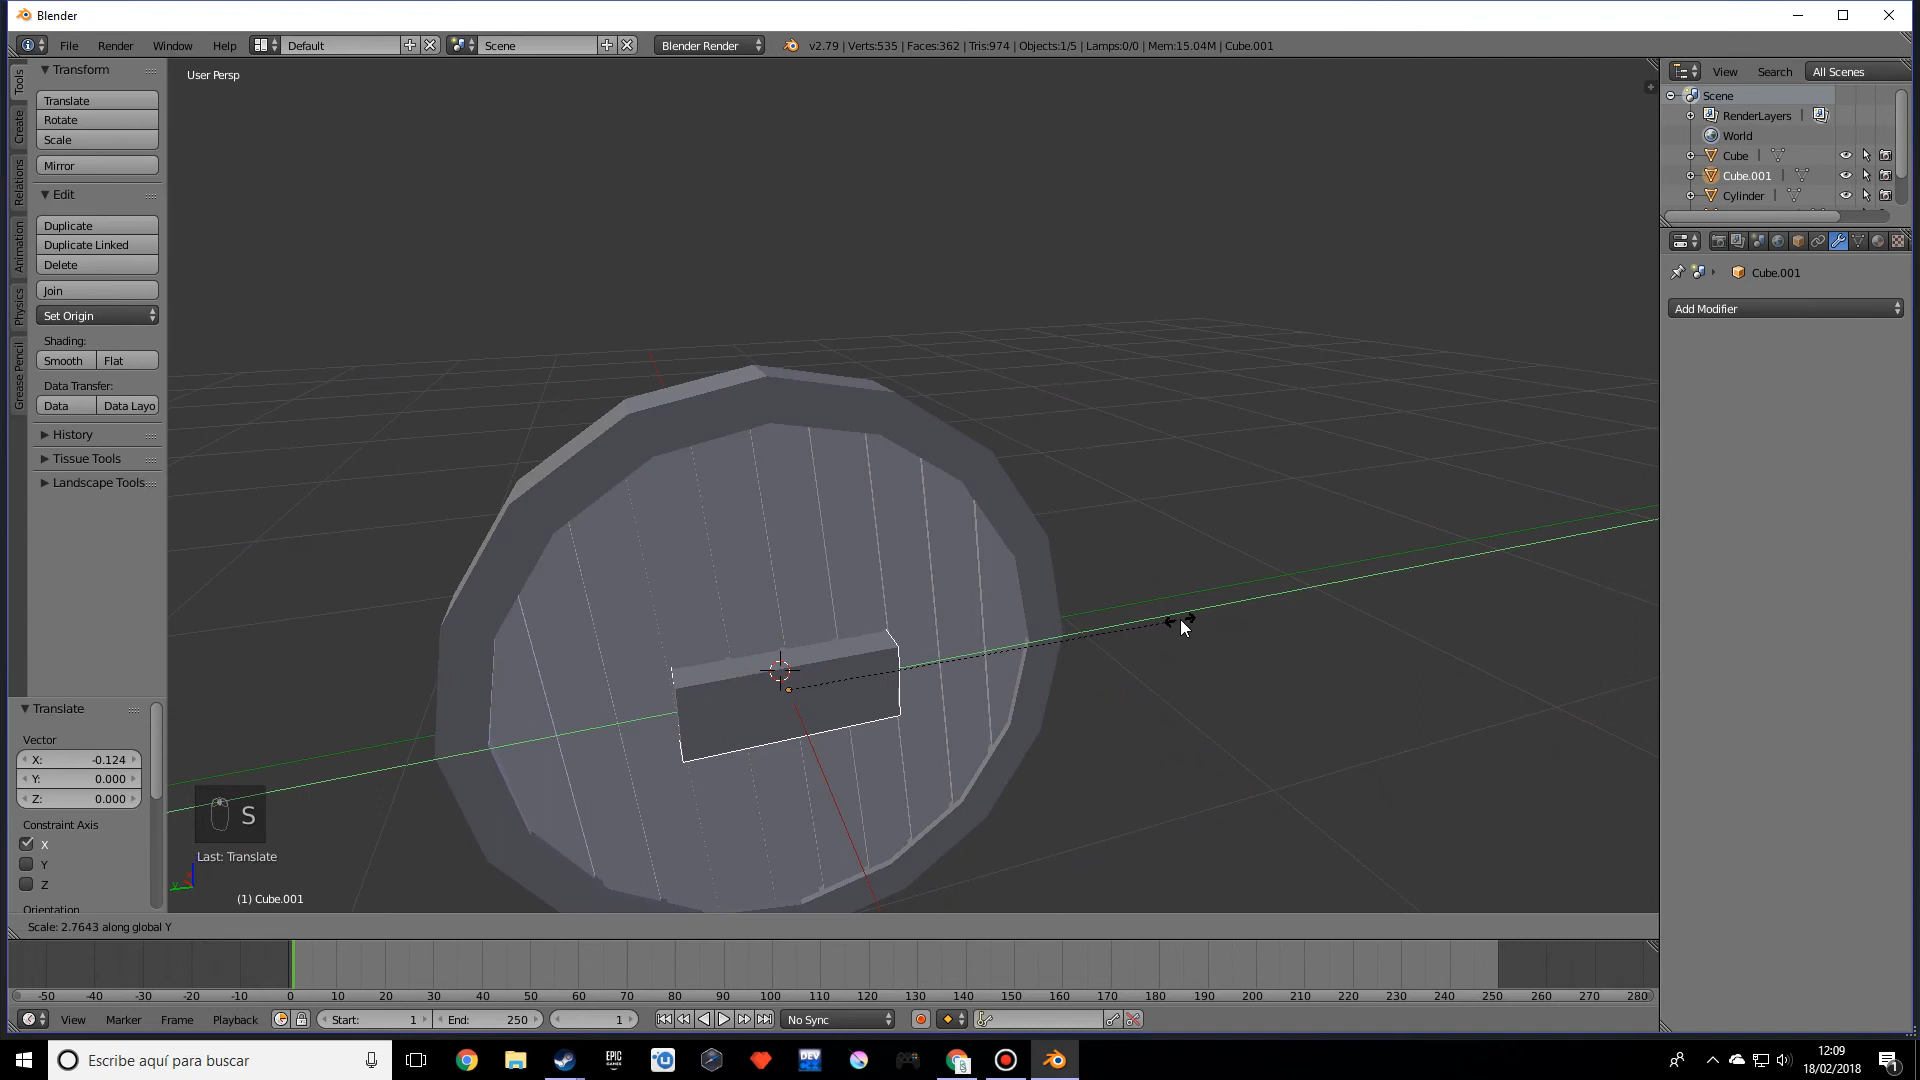 Blender
File Render Window Help Default Scene Blender Render v2.79 | Verts:535 | Faces:362 | Tris:974 | Objects:1/5 | Lamps:0/0 | Mem:15.04M | Cube.001
Tools
Create
Relations
Animation
Physics
Grease Pencil
Transform
Translate
Rotate
Scale
Mirror
Edit
Duplicate
Duplicate Linked
Delete
Join
Set Origin
Shading:
Smooth Flat
Data Transfer:
Data Data Layo
History
Tissue Tools
Landscape Tools
Translate
Vector
X: -0.124
Y: 0.000
Z: 0.000
Constraint Axis
X
Y
Z
Orientation
User Persp
S
Last: Translate
(1) Cube.001
Scale: 2.7643 along global Y
View Search All Scenes
Scene
RenderLayers
World
Cube
Cube.001
Cylinder
Cube.001
Add Modifier
-50 -40 -30 -20 -10 0 10 20 30 40 50 60 70 80 90 100 110 120 130 140 150 160 170 180 190 200 210 220 230 240 250 260 270 280
View Marker Frame Playback Start: 1 End: 250 1 No Sync
Escribe aquí para buscar
EPIC GAMES
DEV
12:09
18/02/2018
1